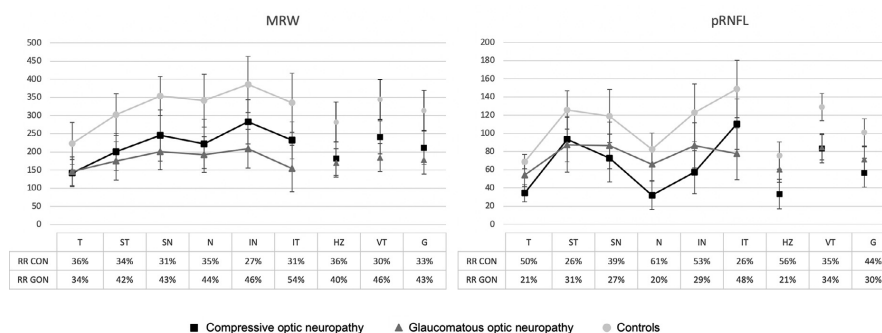 MRW
500
450
400
350
300
250
200
150
100
50
0
T ST SN N IN IT HZ VT G
RR CON 36% 34% 31% 35% 27% 31% 36% 30% 33%
RR GON 34% 42% 43% 44% 46% 54% 40% 46% 43%
pRNFL
200
180
160
140
120
100
80
60
40
20
0
T ST SN N IN IT HZ VT G
RR CON 50% 26% 39% 61% 53% 26% 56% 35% 44%
RR GON 21% 31% 27% 20% 29% 48% 21% 34% 30%
Compressive optic neuropathy Glaucomatous optic neuropathy Controls